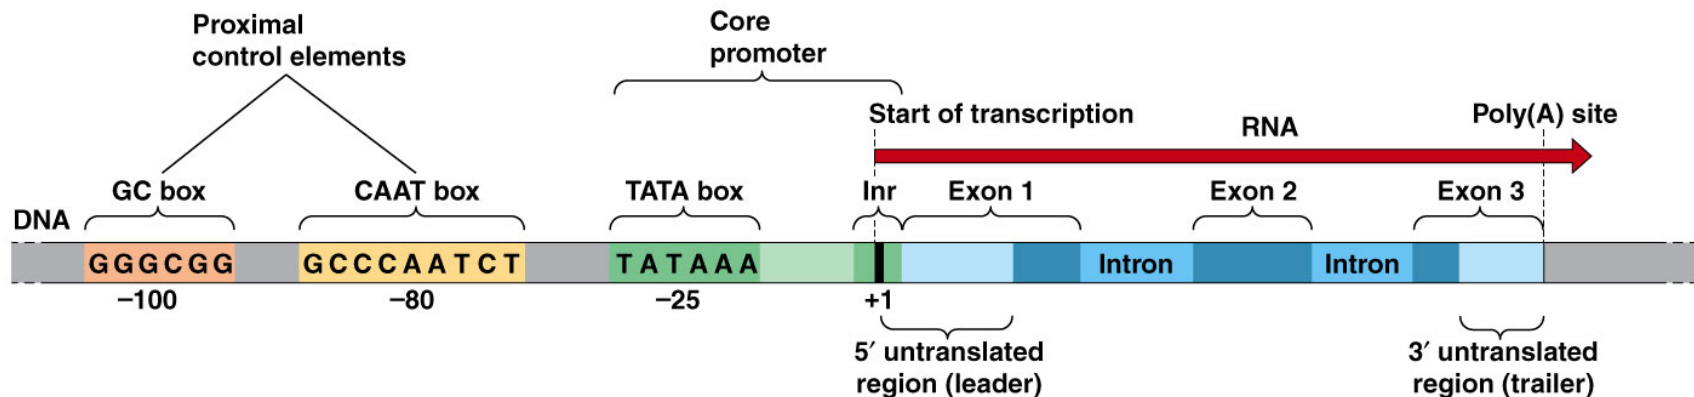 Proximal
control elements
Core
promoter
Start of transcription
RNA
Poly(A) site
GC box
CAAT box
TATA box
Inr
Exon 1
Exon 2
Exon 3
DNA
GGGCGG
GCCCAATCT
TATAAA
Intron
Intron
–100
–80
–25
+1
5′ untranslated
region (leader)
3′ untranslated
region (trailer)